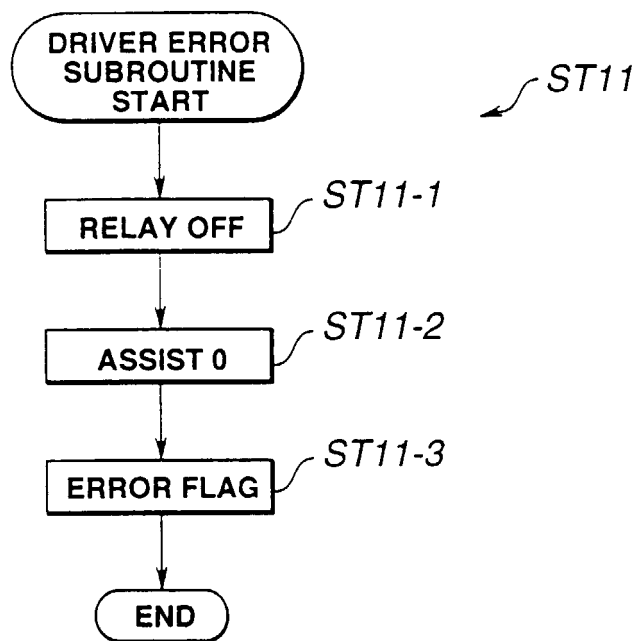 DRIVER ERROR
SUBROUTINE
START
ST11
RELAY OFF
ST11-1
ASSIST 0
ST11-2
ERROR FLAG
ST11-3
END